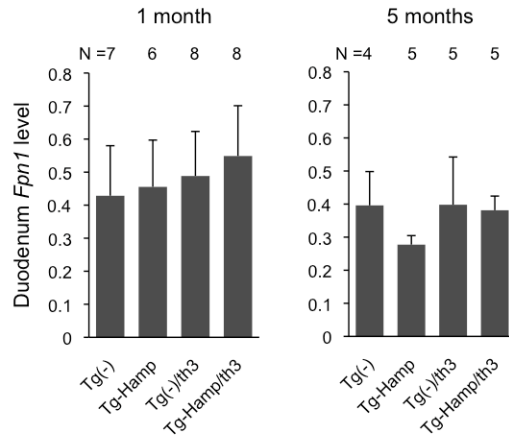 1 month
N =7 6 8 8
0.8
0.7
0.6
0.5
0.4
0.3
0.2
0.1
0
Duodenum Fpn1 level
Tg(-)
Tg-Hamp
Tg(-)/th3
Tg-Hamp/th3
5 months
N =4 5 5 5
0.8
0.7
0.6
0.5
0.4
0.3
0.2
0.1
0
Tg(-)
Tg-Hamp
Tg(-)/th3
Tg-Hamp/th3